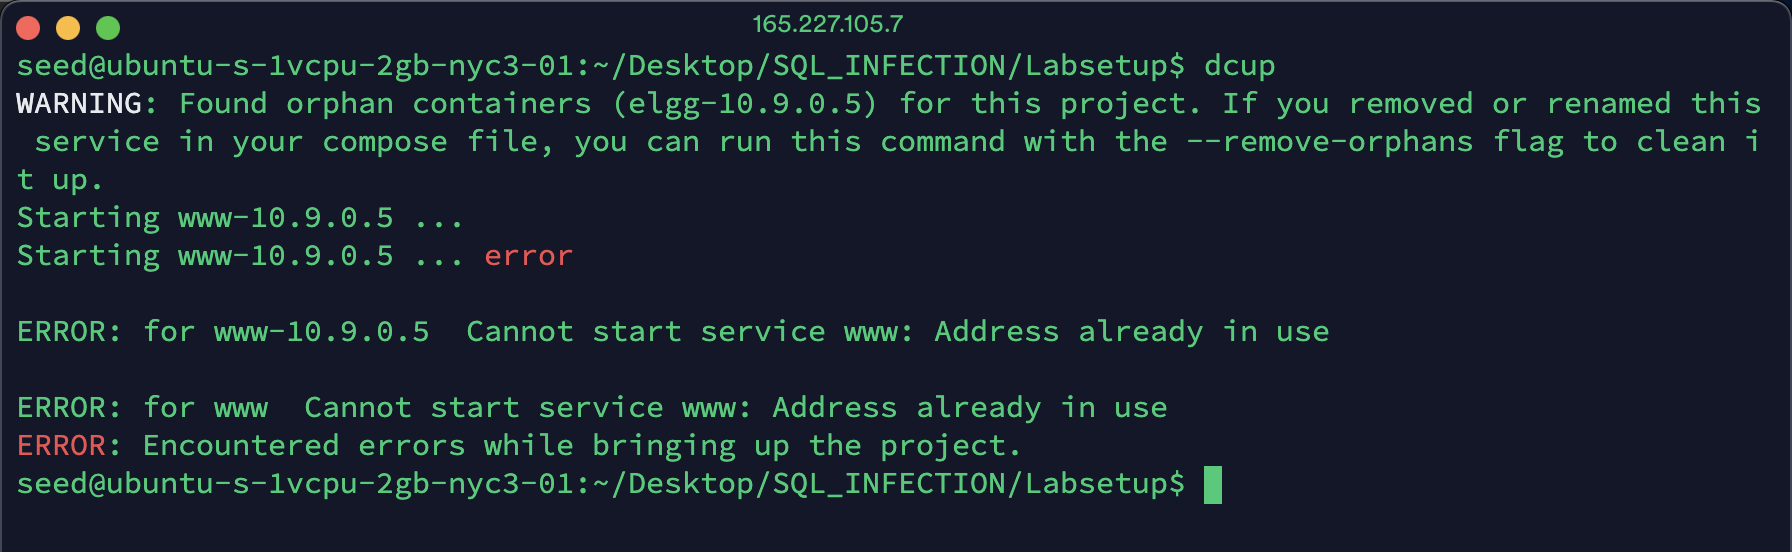 165.227.105.7
seed@ubuntu-s-1vcpu-2gb-nyc3-01:~/Desktop/SQL_INFECTION/Labsetup$ dcup
WARNING: Found orphan containers (elgg-10.9.0.5) for this project. If you removed or renamed this
 service in your compose file, you can run this command with the --remove-orphans flag to clean i
t up.
Starting www-10.9.0.5 ...
Starting www-10.9.0.5 ... error
ERROR: for www-10.9.0.5  Cannot start service www: Address already in use
ERROR: for www  Cannot start service www: Address already in use
ERROR: Encountered errors while bringing up the project.
seed@ubuntu-s-1vcpu-2gb-nyc3-01:~/Desktop/SQL_INFECTION/Labsetup$